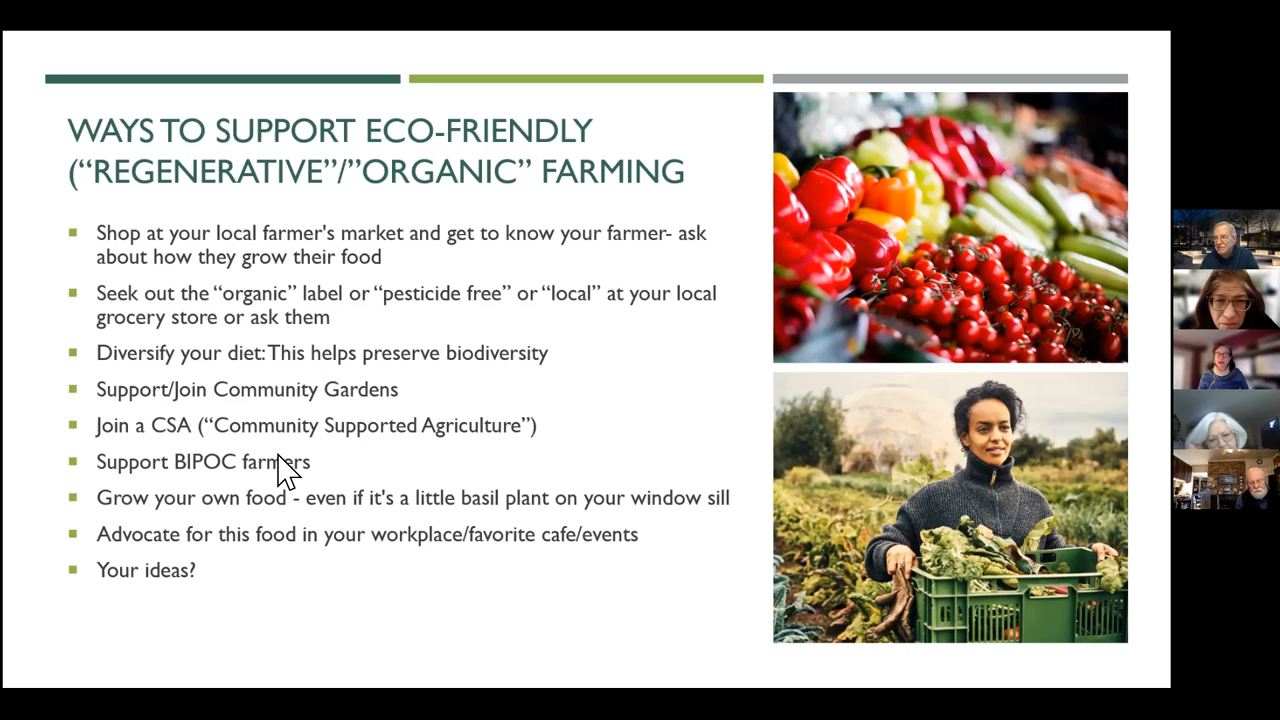 WAYS TO SUPPORT ECO-FRIENDLY
(“REGENERATIVE”/”ORGANIC” FARMING
Shop at your local farmer's market and get to know your farmer- ask
about how they grow their food
Seek out the “organic” label or “pesticide free” or “local” at your local
grocery store or ask them
Diversify your diet: This helps preserve biodiversity
Support/Join Community Gardens
Join a CSA (“Community Supported Agriculture”)
Support BIPOC farmers
Grow your own food - even if it's a little basil plant on your window sill
Advocate for this food in your workplace/favorite cafe/events
Your ideas?